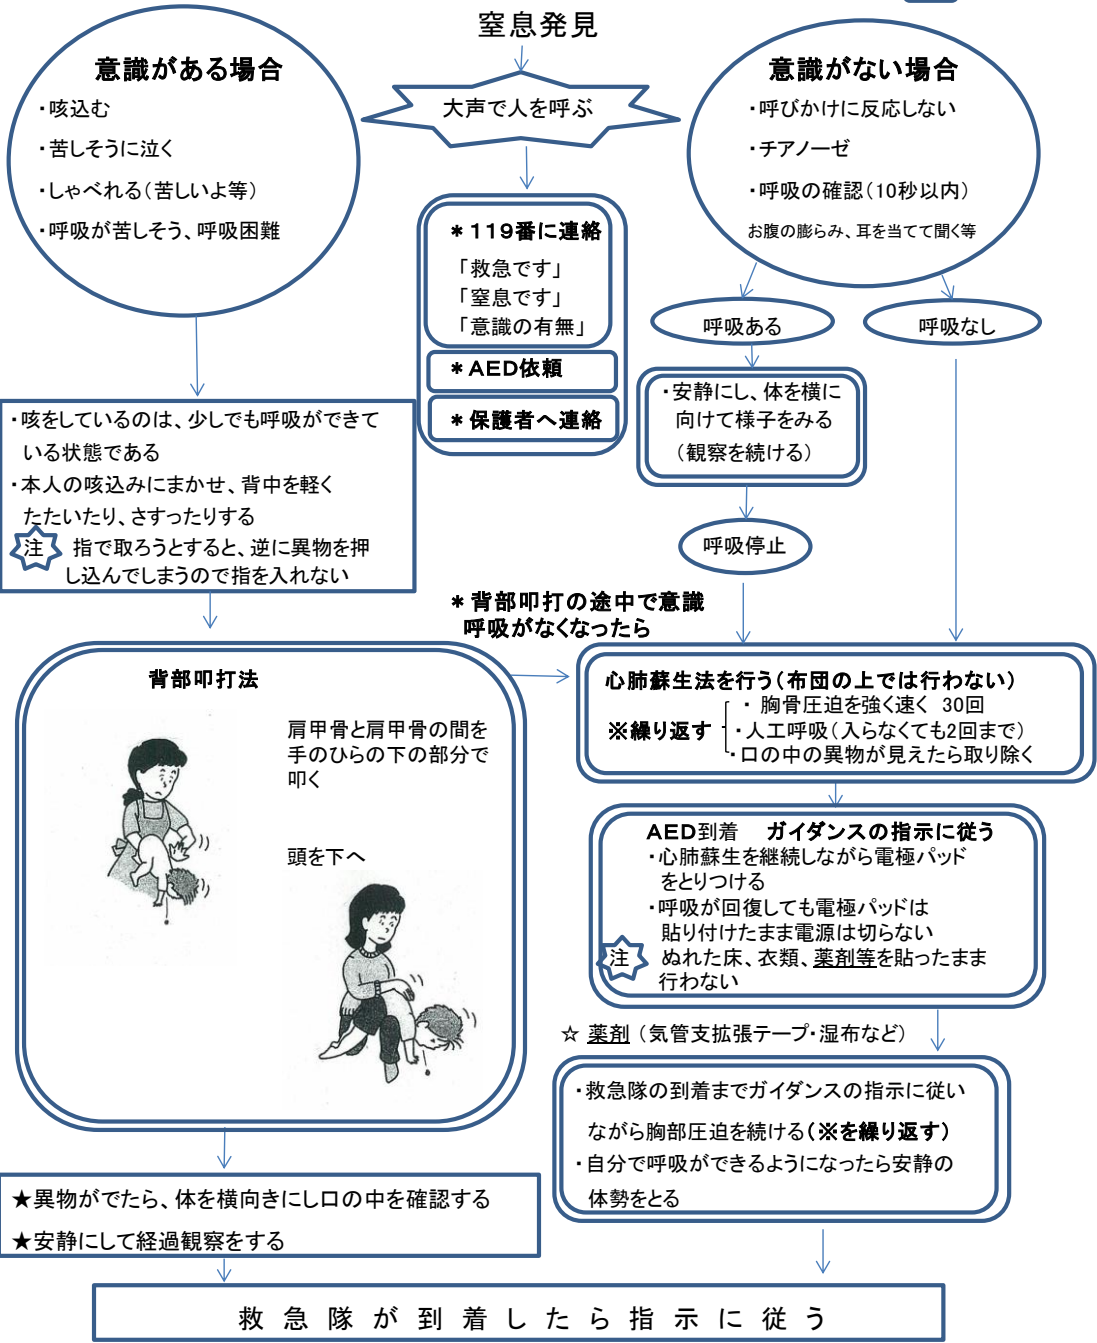 窒息発見
大声で人を呼ぶ
意識がある場合
・咳込む
・苦しそうに泣く
・しゃべれる(苦しいよ等)
・呼吸が苦しそう、呼吸困難
意識がない場合
・呼びかけに反応しない
・チアノーゼ
・呼吸の確認(10秒以内)
お腹の膨らみ、耳を当てて聞く等
*119番に連絡
「救急です」
「窒息です」
「意識の有無」
*AED依頼
*保護者へ連絡
呼吸ある
呼吸なし
・安静にし、体を横に
向けて様子をみる
(観察を続ける)
呼吸停止
・咳をしているのは、少しでも呼吸ができて
いる状態である
・本人の咳込みにまかせ、背中を軽く
たたいたり、さすったりする
注 指で取ろうとすると、逆に異物を押
し込んでしまうので指を入れない
*背部叩打の途中で意識
呼吸がなくなったら
背部叩打法
肩甲骨と肩甲骨の間を
手のひらの下の部分で
叩く
頭を下へ
心肺蘇生法を行う(布団の上では行わない)
・ 胸骨圧迫を強く速く 30回
※繰り返す ・人工呼吸(入らなくても2回まで)
・口の中の異物が見えたら取り除く
AED到着 ガイダンスの指示に従う
・心肺蘇生を継続しながら電極パッド
をとりつける
・呼吸が回復しても電極パッドは
貼り付けたまま電源は切らない
注 ぬれた床、衣類、薬剤等を貼ったまま
行わない
☆ 薬剤 (気管支拡張テープ・湿布など)
・救急隊の到着までガイダンスの指示に従い
ながら胸部圧迫を続ける(※を繰り返す)
・自分で呼吸ができるようになったら安静の
体勢をとる
★異物がでたら、体を横向きにし口の中を確認する
★安静にして経過観察をする
救急隊が到着したら指示に従う